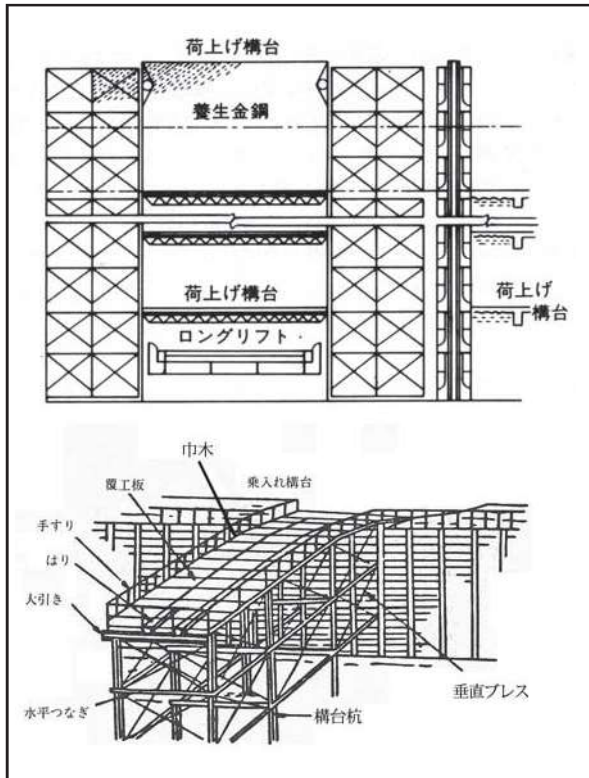 荷上げ構台
養生金鋼
荷上げ構台
ロングリフト
荷上げ
構台
巾木
覆工板
乗入れ構台
手すり
はり
大引き
水平つなぎ
構台杭
垂直ブレス